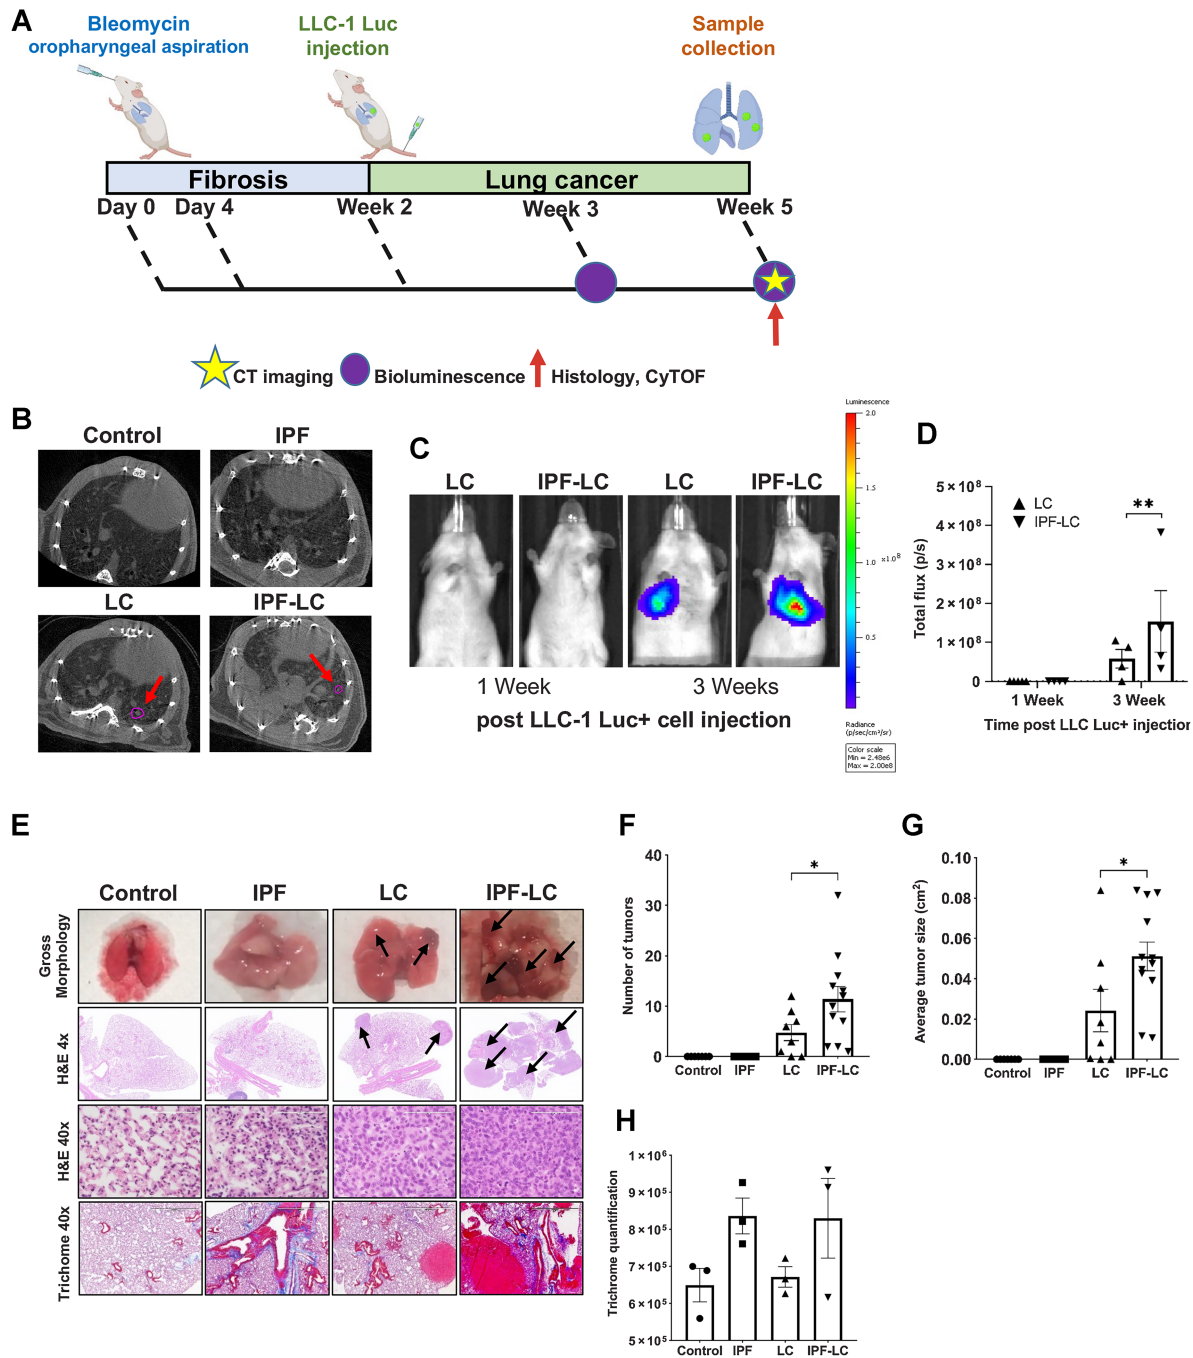 A
Bleomycin
oropharyngeal aspiration
LLC-1 Luc
injection
Sample
collection
Fibrosis
Lung cancer
Day 0 Day 4 Week 2 Week 3 Week 5
CT imaging Bioluminescence Histology, CyTOF
B
Control IPF
LC IPF-LC
C
LC IPF-LC LC IPF-LC
1 Week 3 Weeks
post LLC-1 Luc+ cell injection
Luminescence
2.0
1.5
1.0 x10⁸
0.5
Radiance
(p/sec/cm²/sr)
Color scale
Min = 2.48e6
Max = 2.00e8
D
LC
IPF-LC
**
Total flux (p/s)
5×10⁸
4×10⁸
3×10⁸
2×10⁸
1×10⁸
0
1 Week 3 Week
Time post LLC Luc+ injection
E
Control IPF LC IPF-LC
Gross
Morphology
H&E 4x
H&E 40x
Trichome 40x
F
*
Number of tumors
40
30
20
10
0
Control IPF LC IPF-LC
G
*
Average tumor size (cm²)
0.10
0.08
0.06
0.04
0.02
0.00
Control IPF LC IPF-LC
H
Trichrome quantification
1×10⁶
9×10⁵
8×10⁵
7×10⁵
6×10⁵
5×10⁵
Control IPF LC IPF-LC